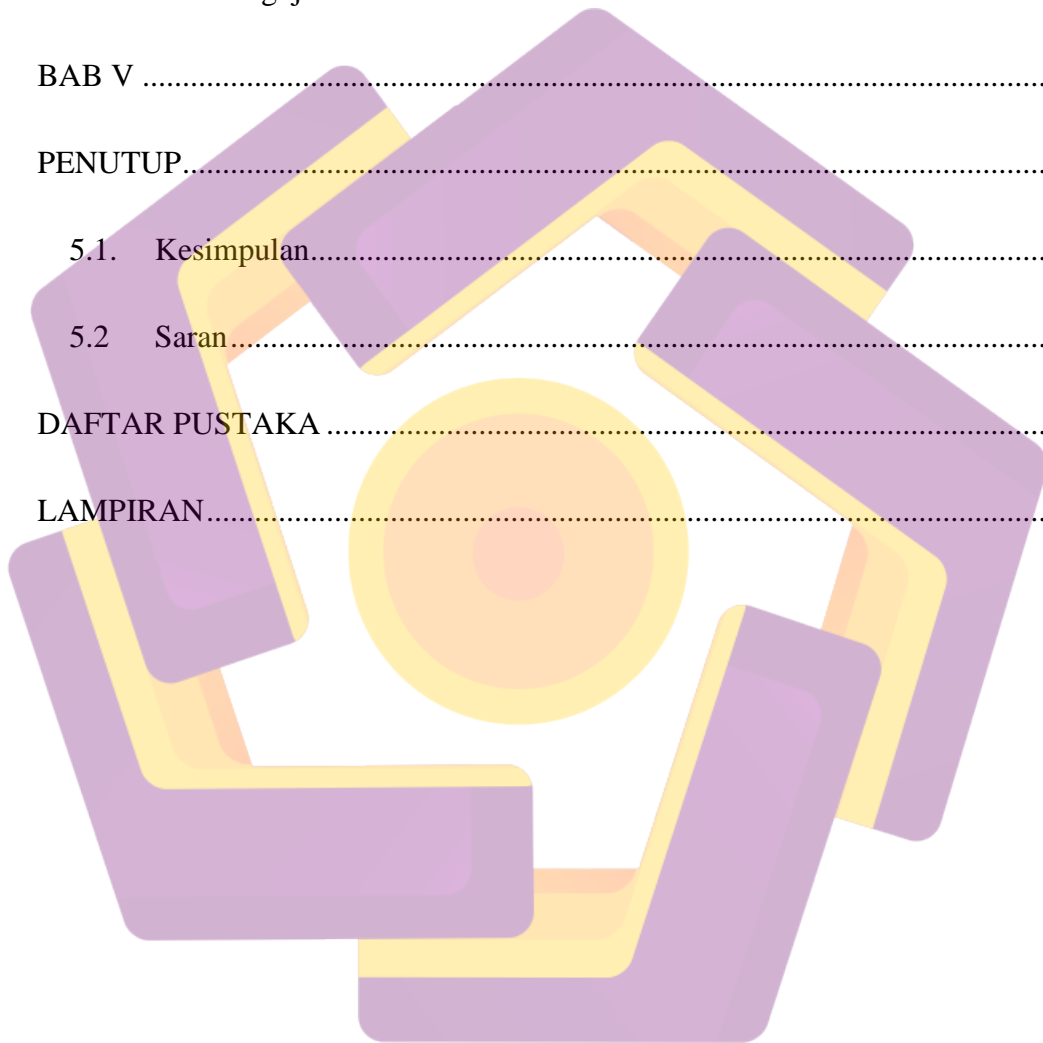 BAB V ........................................................................................................
PENUTUP........................................................................................................
5.1. Kesimpulan........................................................................................................
5.2 Saran........................................................................................................
DAFTAR PUSTAKA ........................................................................................................
LAMPIRAN........................................................................................................